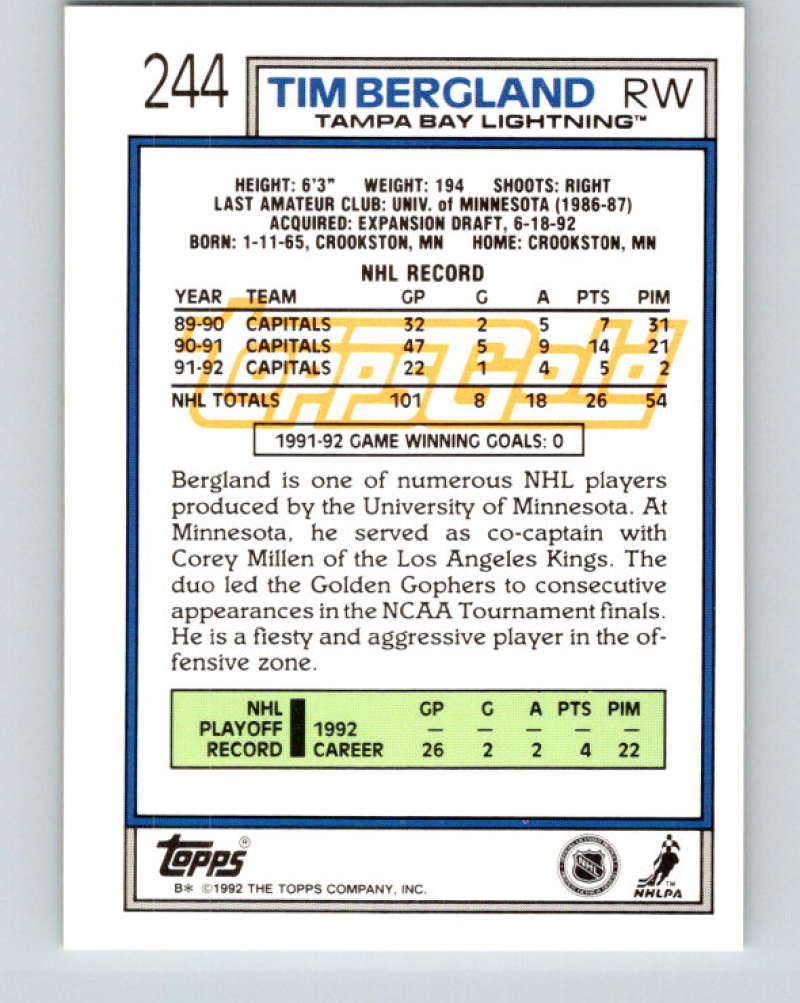 244 TIM BERGLAND RW
TAMPA BAY LIGHTNING™
HEIGHT: 6'3" WEIGHT: 194 SHOOTS: RIGHT
LAST AMATEUR CLUB: UNIV. of MINNESOTA (1986-87)
ACQUIRED: EXPANSION DRAFT, 6-18-92
BORN: 1-11-65, CROOKSTON, MN HOME: CROOKSTON, MN
NHL RECORD
YEAR TEAM GP G A PTS PIM
89-90 CAPITALS 32 2 5 7 31
90-91 CAPITALS 47 5 9 14 21
91-92 CAPITALS 22 1 4 5 2
NHL TOTALS 101 8 18 26 54
Topps Gold
1991-92 GAME WINNING GOALS: 0
Bergland is one of numerous NHL players
produced by the University of Minnesota. At
Minnesota, he served as co-captain with
Corey Millen of the Los Angeles Kings. The
duo led the Golden Gophers to consecutive
appearances in the NCAA Tournament finals.
He is a fiesty and aggressive player in the of-
fensive zone.
NHL GP G A PTS PIM
PLAYOFF 1992 — — — — —
RECORD CAREER 26 2 2 4 22
Topps®
B* ©1992 THE TOPPS COMPANY, INC.
NHL
™
NHLPA